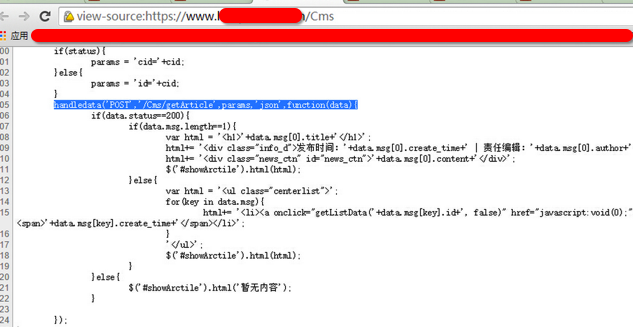 view-source:https://www. /Cms
应用
00 if(status){
01 params = 'cid='+cid;
02 }else{
03 params = 'id='+cid;
04 }
05 handledata('POST','/Cms/getArticle',params,'json',function(data){
06 if(data.status==200){
07 if(data.msg.length==1){
08 var html = '<h1>'+data.msg[0].title+'</h1>';
09 html+= '<div class="info_d">发布时间：'+data.msg[0].create_time+' | 责任编辑：'+data.msg[0].author+'
10 html+= '<div class="news_ctn" id="news_ctn">'+data.msg[0].content+'</div>';
11 $('#showArctile').html(html);
12 }else{
13 var html = '<ul class="centerlist">';
14 for(key in data.msg){
15 html+= '<li><a onclick="getListData('+data.msg[key].id+', false)" href="javascript:void(0);"
<span>'+data.msg[key].create_time+'</span></li>';
16 }
17 '</ul>';
18 $('#showArctile').html(html);
19 }
20 }else{
21 $('#showArctile').html('暂无内容');
22 }
23
24 });